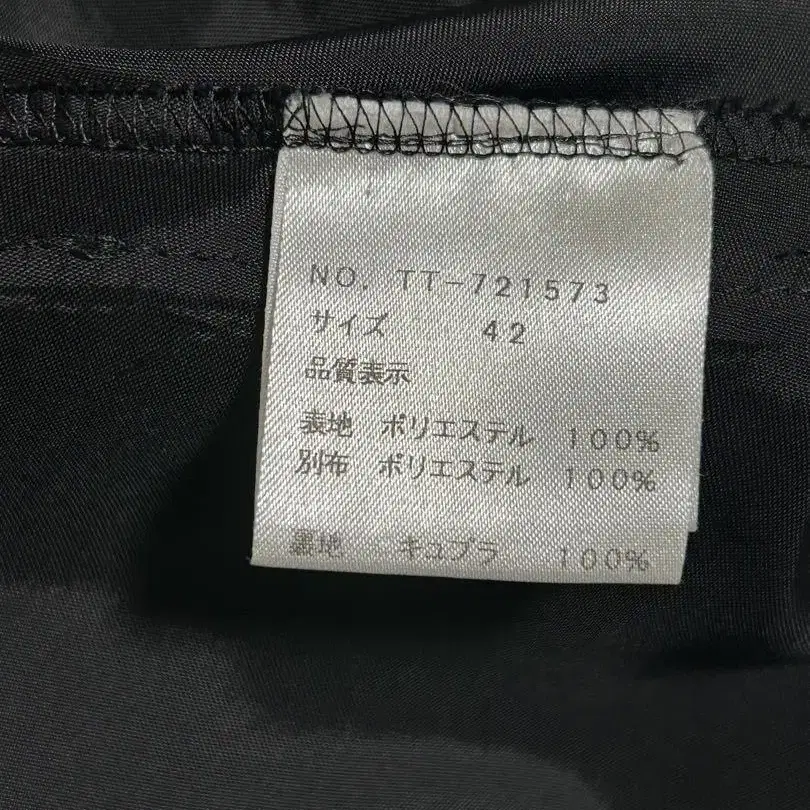 NO. TT-721573
サイズ 42
品質表示
表地 ポリエステル 100%
別布 ポリエステル 100%
裏地 キュプラ 100%